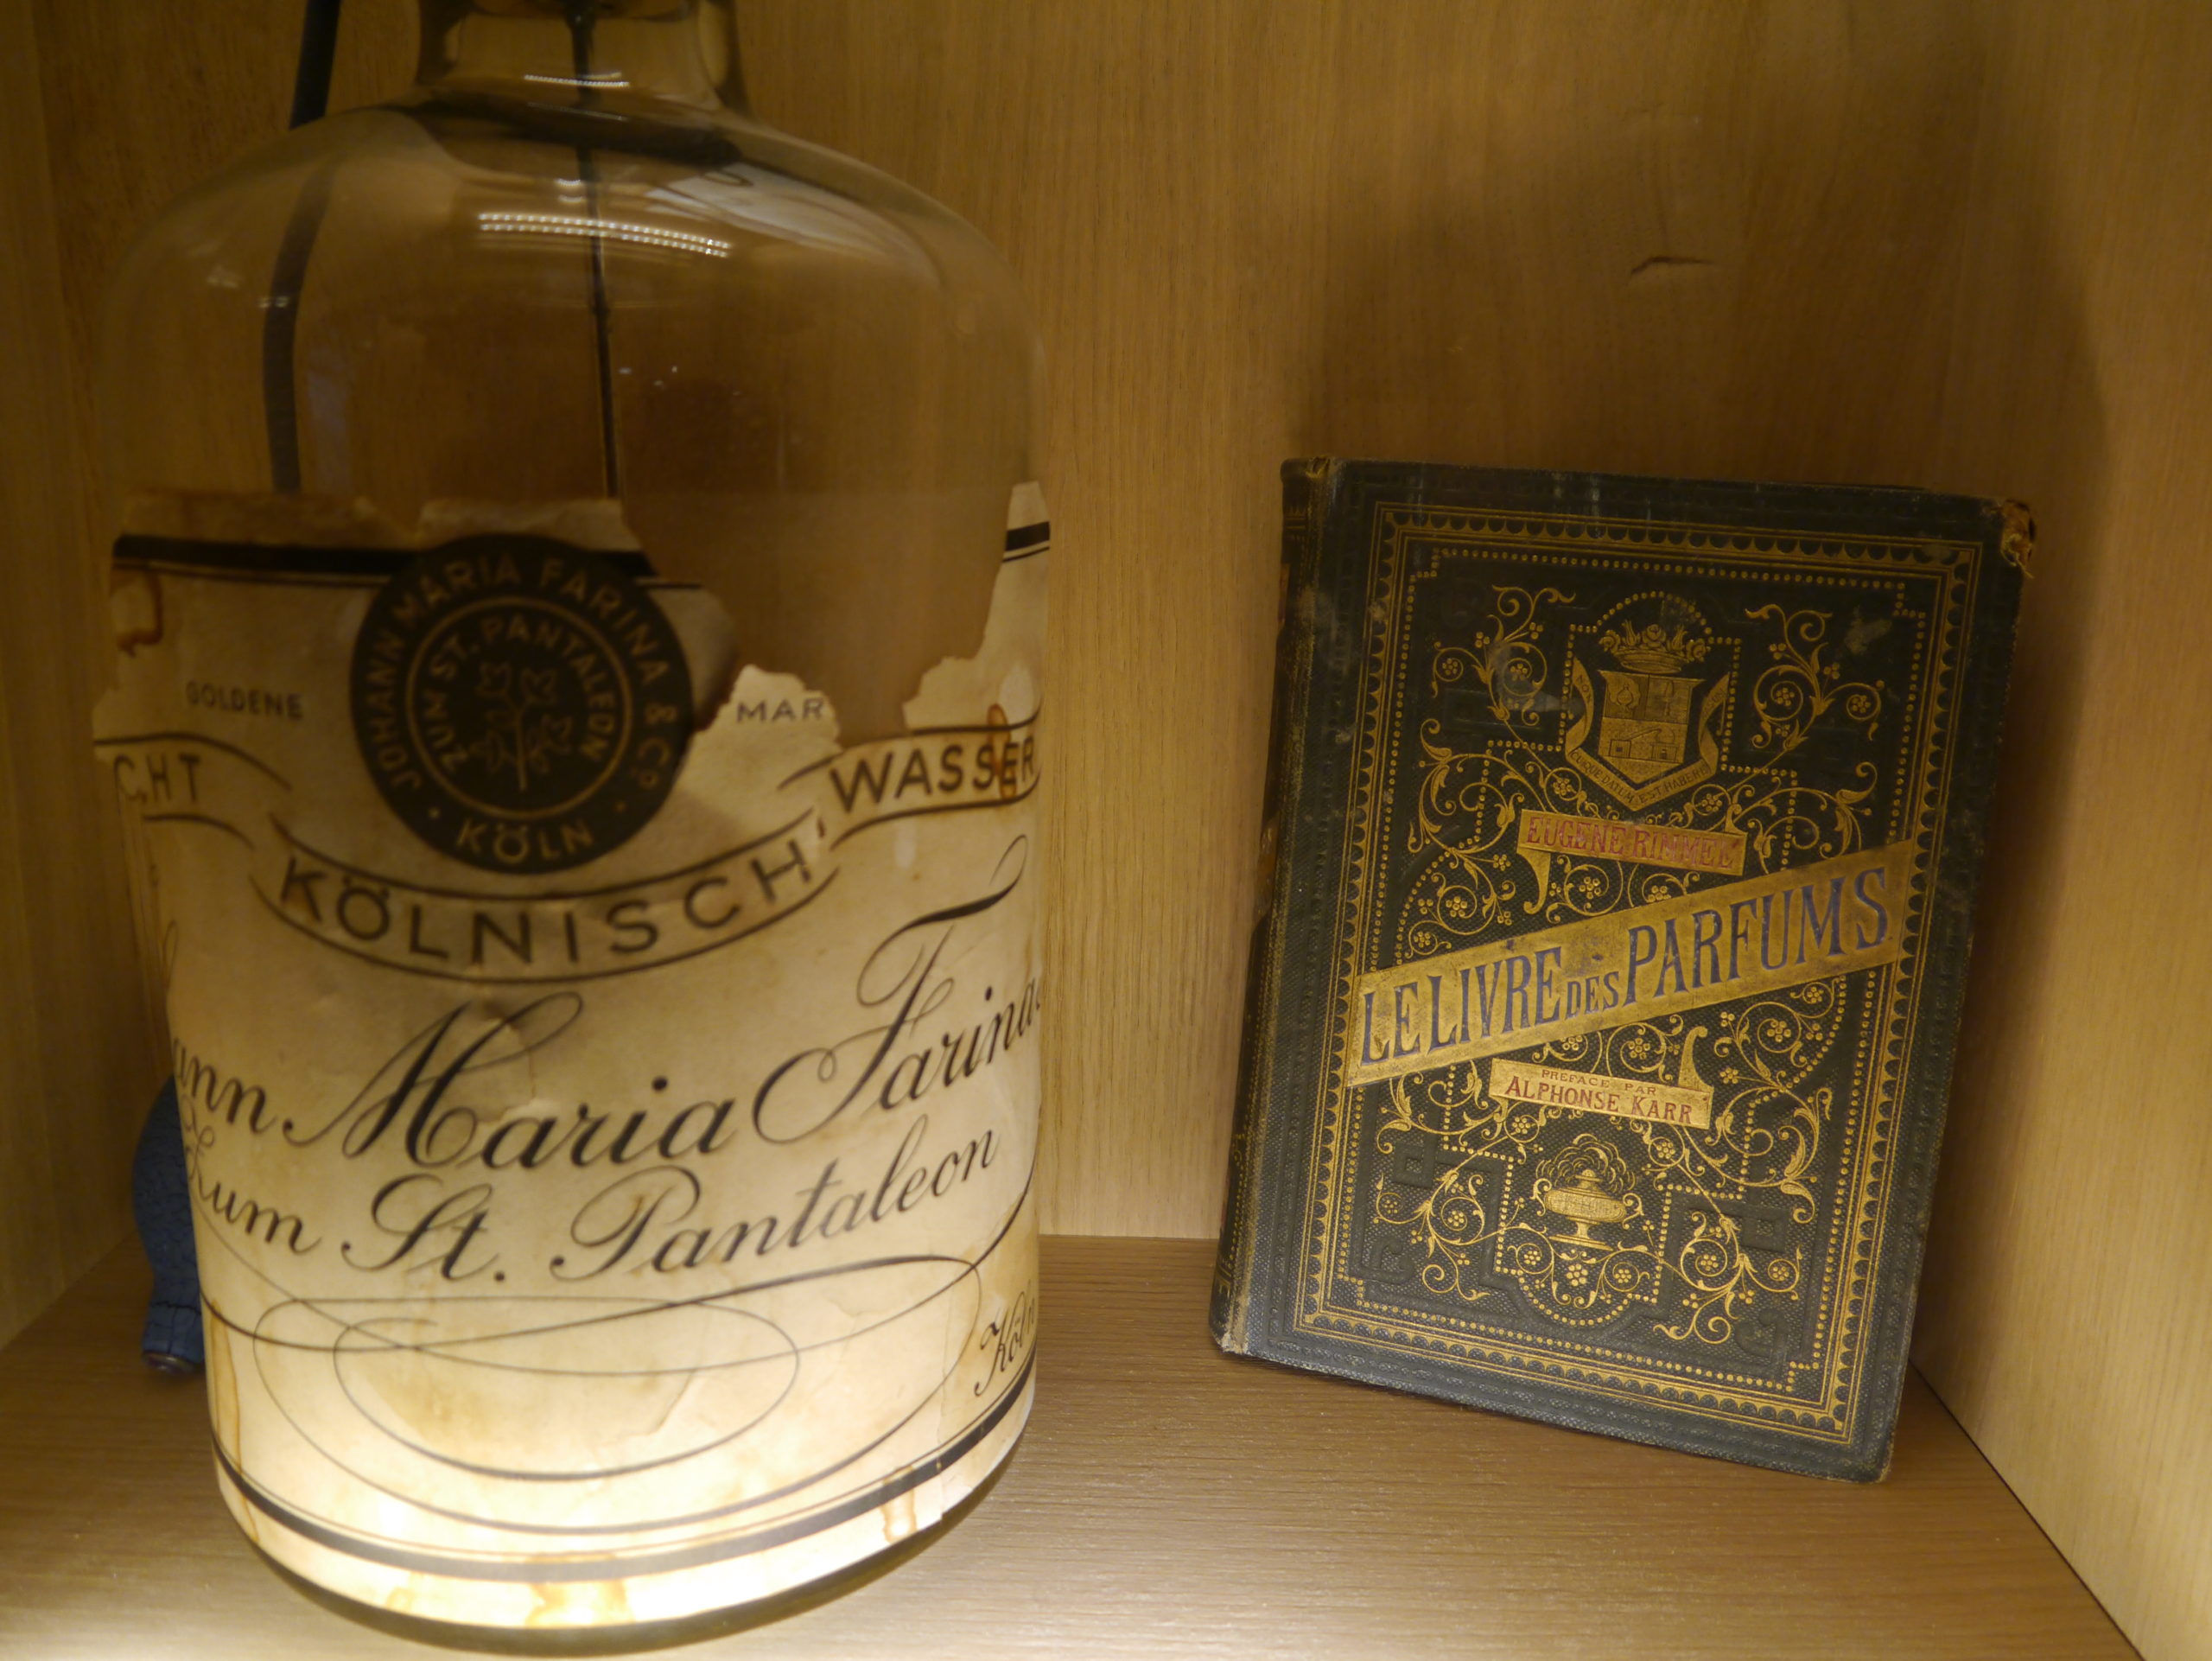 JOHANN MARIA FARINA & Co
ZUM ST. PANTALEON
KÖLN
GOLDENE
MAR
CHT
KÖLNISCH
WASSER
ann Maria Farina
Zum St. Pantaleon
Köln
EUGENE RIMMEL
LE LIVRE DES PARFUMS
PRÉFACE PAR
ALPHONSE KARR